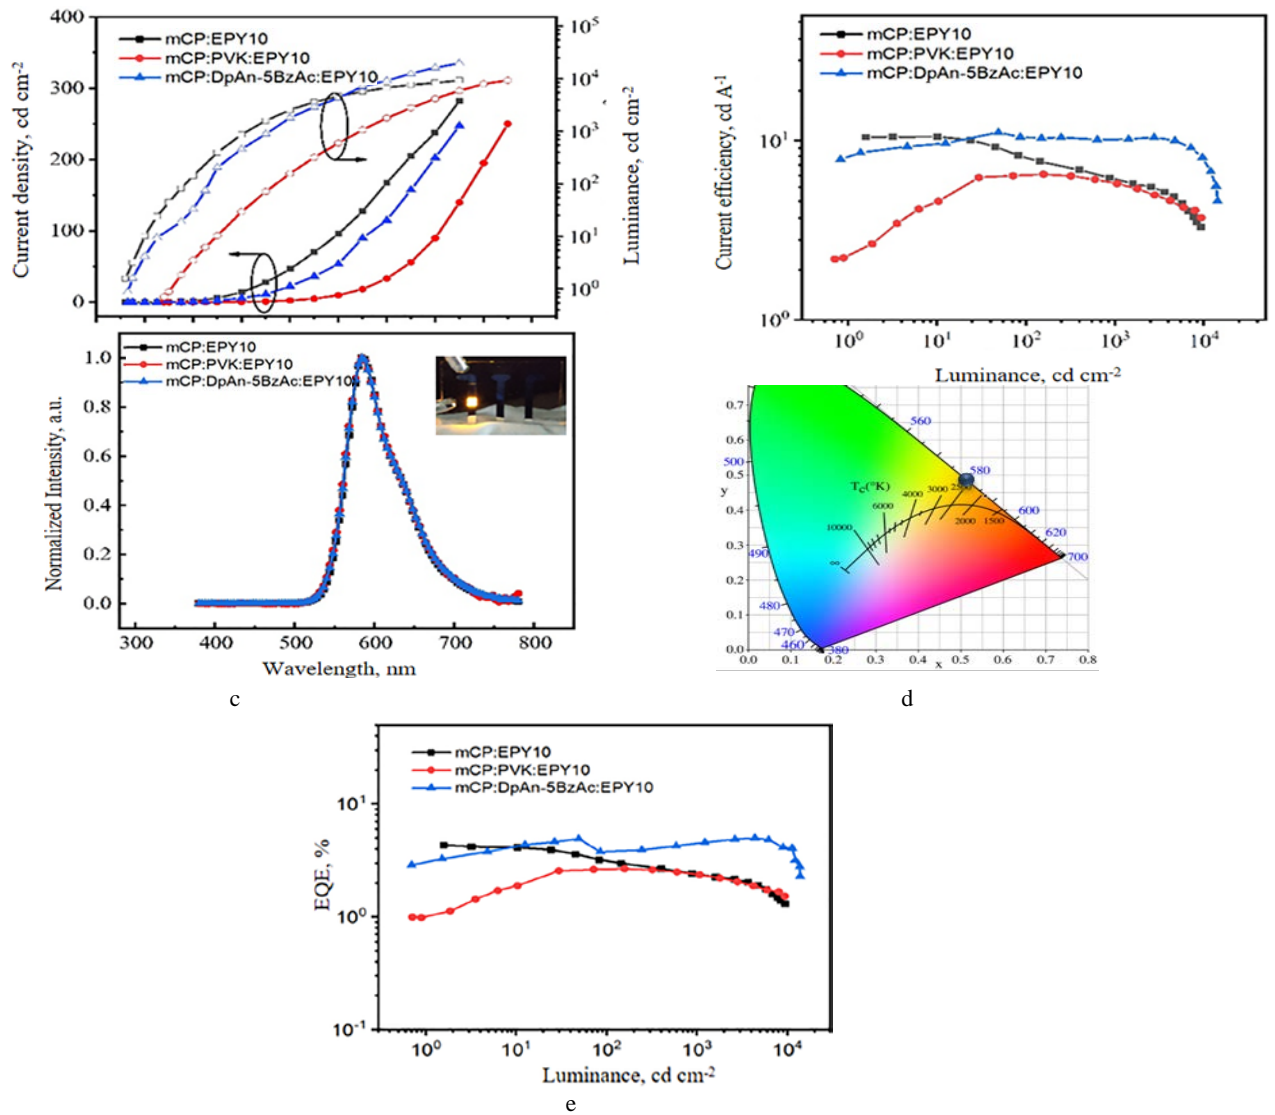 400
300
200
100
0
Current density, cd cm-2
mCP:EPY10
mCP:PVK:EPY10
mCP:DpAn-5BzAc:EPY10
10^5
10^4
10^3
10^2
10^1
10^0
Luminance, cd cm-2
mCP:EPY10
mCP:PVK:EPY10
mCP:DpAn-5BzAc:EPY10
Current efficiency, cd A-1
10^1
10^0
10^0 10^1 10^2 10^3 10^4
Luminance, cd cm-2
mCP:EPY10
mCP:PVK:EPY10
mCP:DpAn-5BzAc:EPY10
Normalized Intensity, a.u.
1.0
0.8
0.6
0.4
0.2
0.0
300 400 500 600 700 800
Wavelength, nm
c
0.7
0.6
0.5
y
0.4
0.3
0.2
0.1
0.0
560
500
580
Tc(°K)
3000
4000
6000
10000
2000 1500
600
620
700
490
480
470
460
380
∞
0.0 0.1 0.2 0.3 0.4 x 0.5 0.6 0.7 0.8
d
mCP:EPY10
mCP:PVK:EPY10
mCP:DpAn-5BzAc:EPY10
EQE, %
10^1
10^0
10^-1
10^0 10^1 10^2 10^3 10^4
Luminance, cd cm-2
e